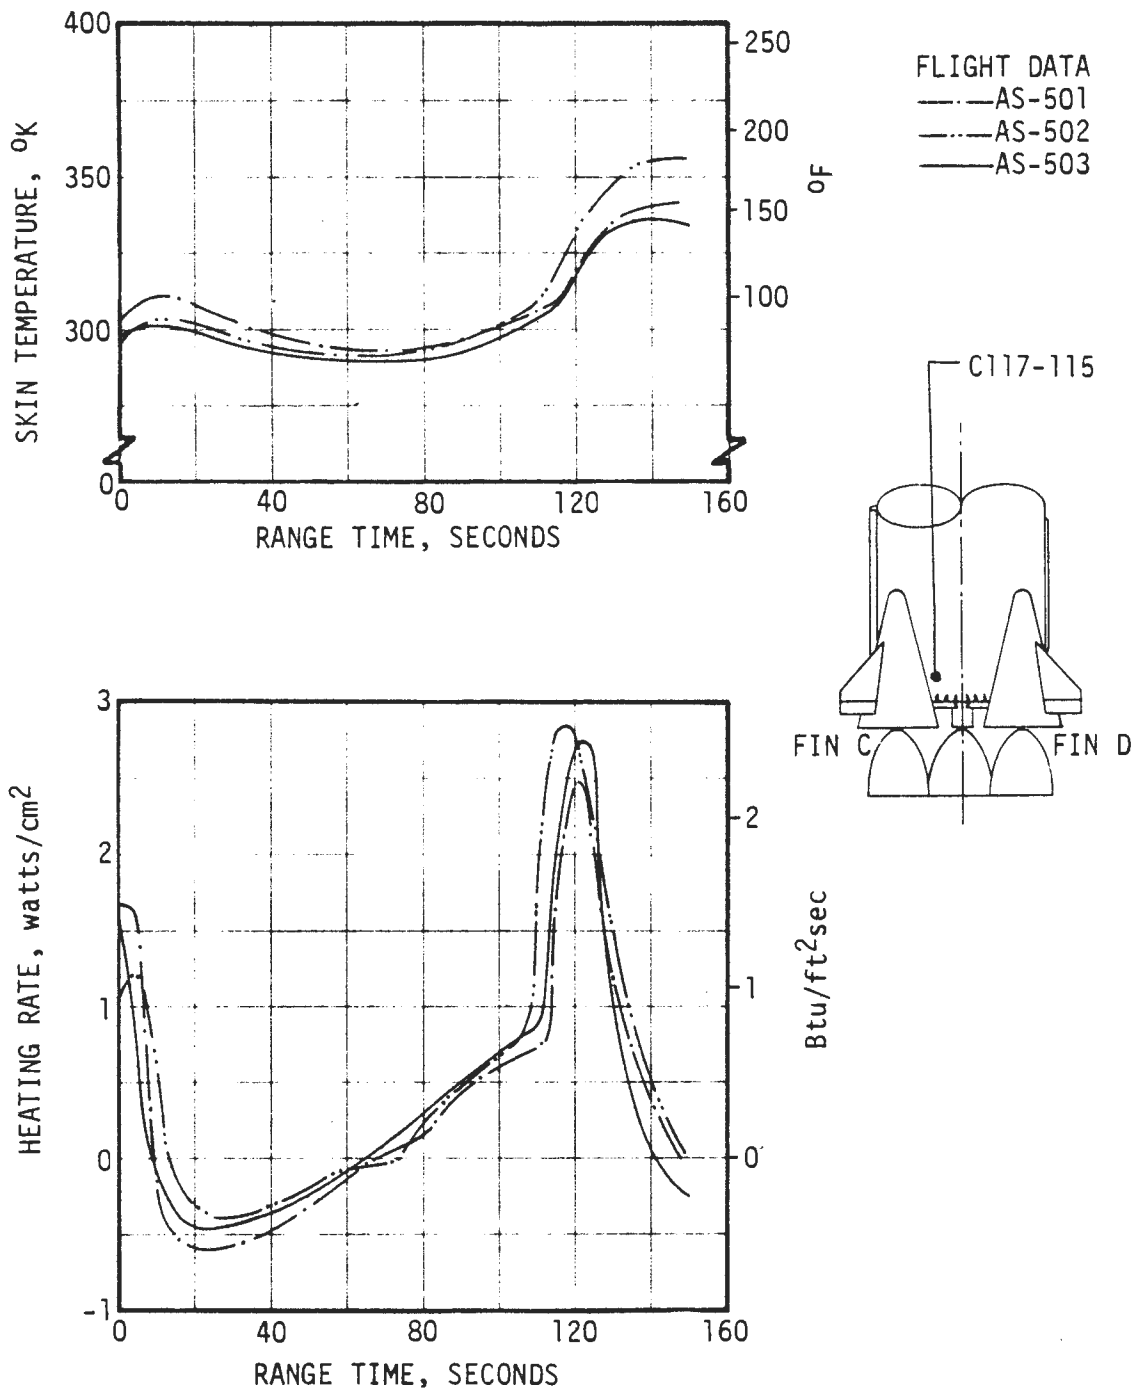 400
350
300
0
SKIN TEMPERATURE, °K
250
200
150
100
°F
0 40 80 120 160
RANGE TIME, SECONDS
FLIGHT DATA
AS-501
AS-502
AS-503
C117-115
FIN C
FIN D
3
2
1
0
-1
HEATING RATE, watts/cm²
2
1
0
Btu/ft²sec
0 40 80 120 160
RANGE TIME, SECONDS